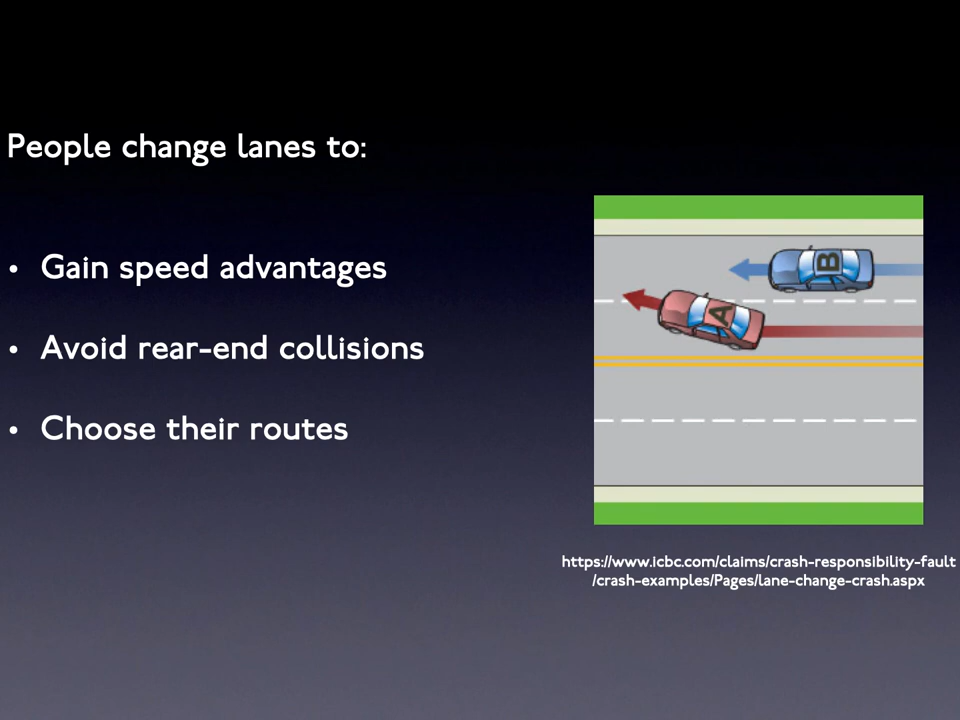 People change lanes to:
• Gain speed advantages
• Avoid rear-end collisions
• Choose their routes
B
A
https://www.icbc.com/claims/crash-responsibility-fault
/crash-examples/Pages/lane-change-crash.aspx